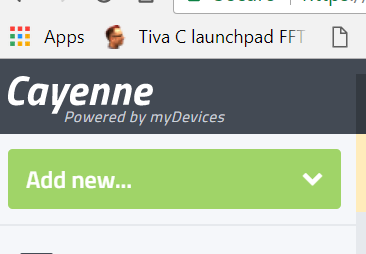 Apps Tiva C launchpad FFT
Cayenne
Powered by myDevices
Add new...